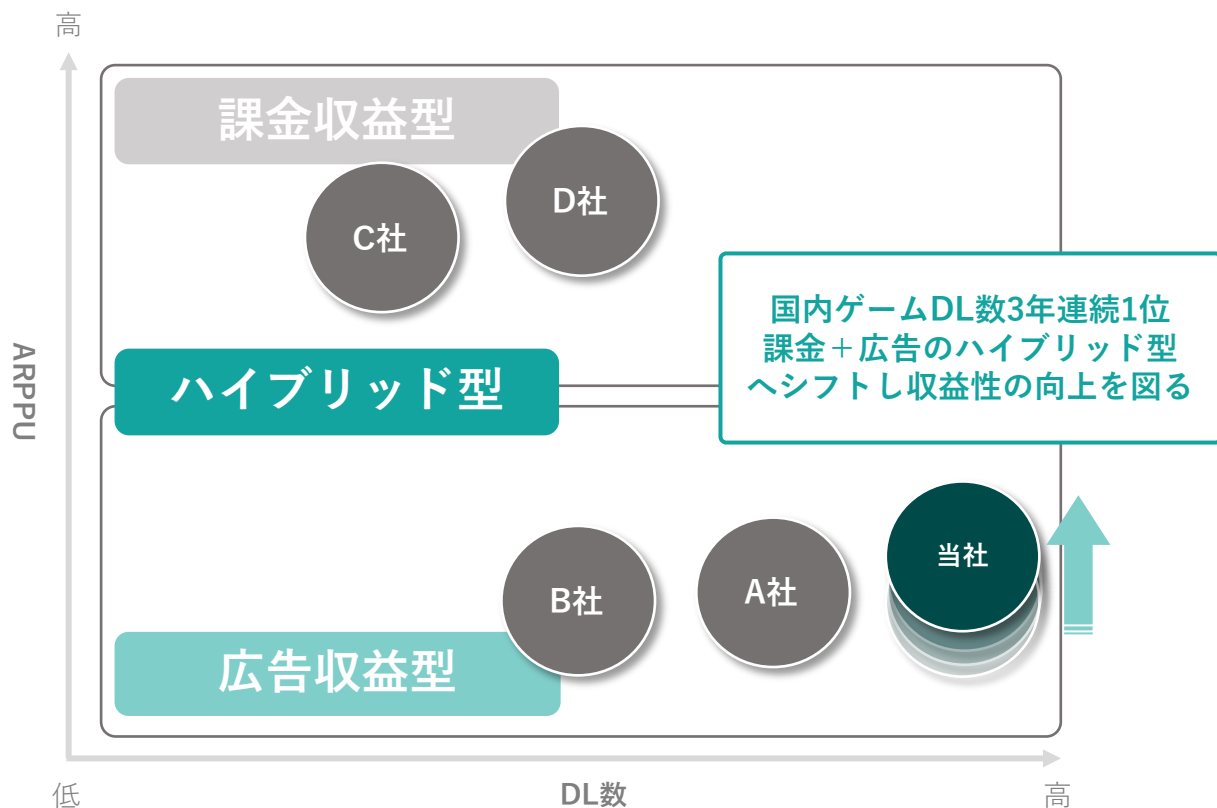 高
課金収益型
D社
C社
国内ゲームDL数3年連続1位
課金＋広告のハイブリッド型
へシフトし収益性の向上を図る
ARPPU
ハイブリッド型
当社
A社
B社
広告収益型
低
DL数
高